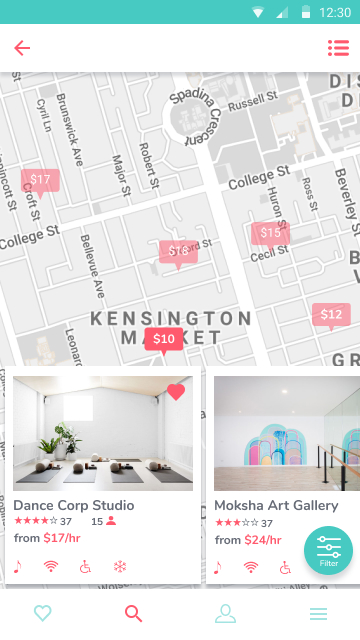 12:30
DIS
D
Spadina Crescent
Russell St
Cyril Ln
Brunswick Ave
Major St
Robert St
$17
Croft St
College St
Huron St
Ross St
Beverley St
College St
Bellevue Ave
$18
$15
Cecil St
B
V
$12
KENSINGTON
MARKET
$10
GR
Leonard
Dance Corp Studio
37 15
from $17/hr
Moksha Art Gallery
37
from $24/hr
Filter